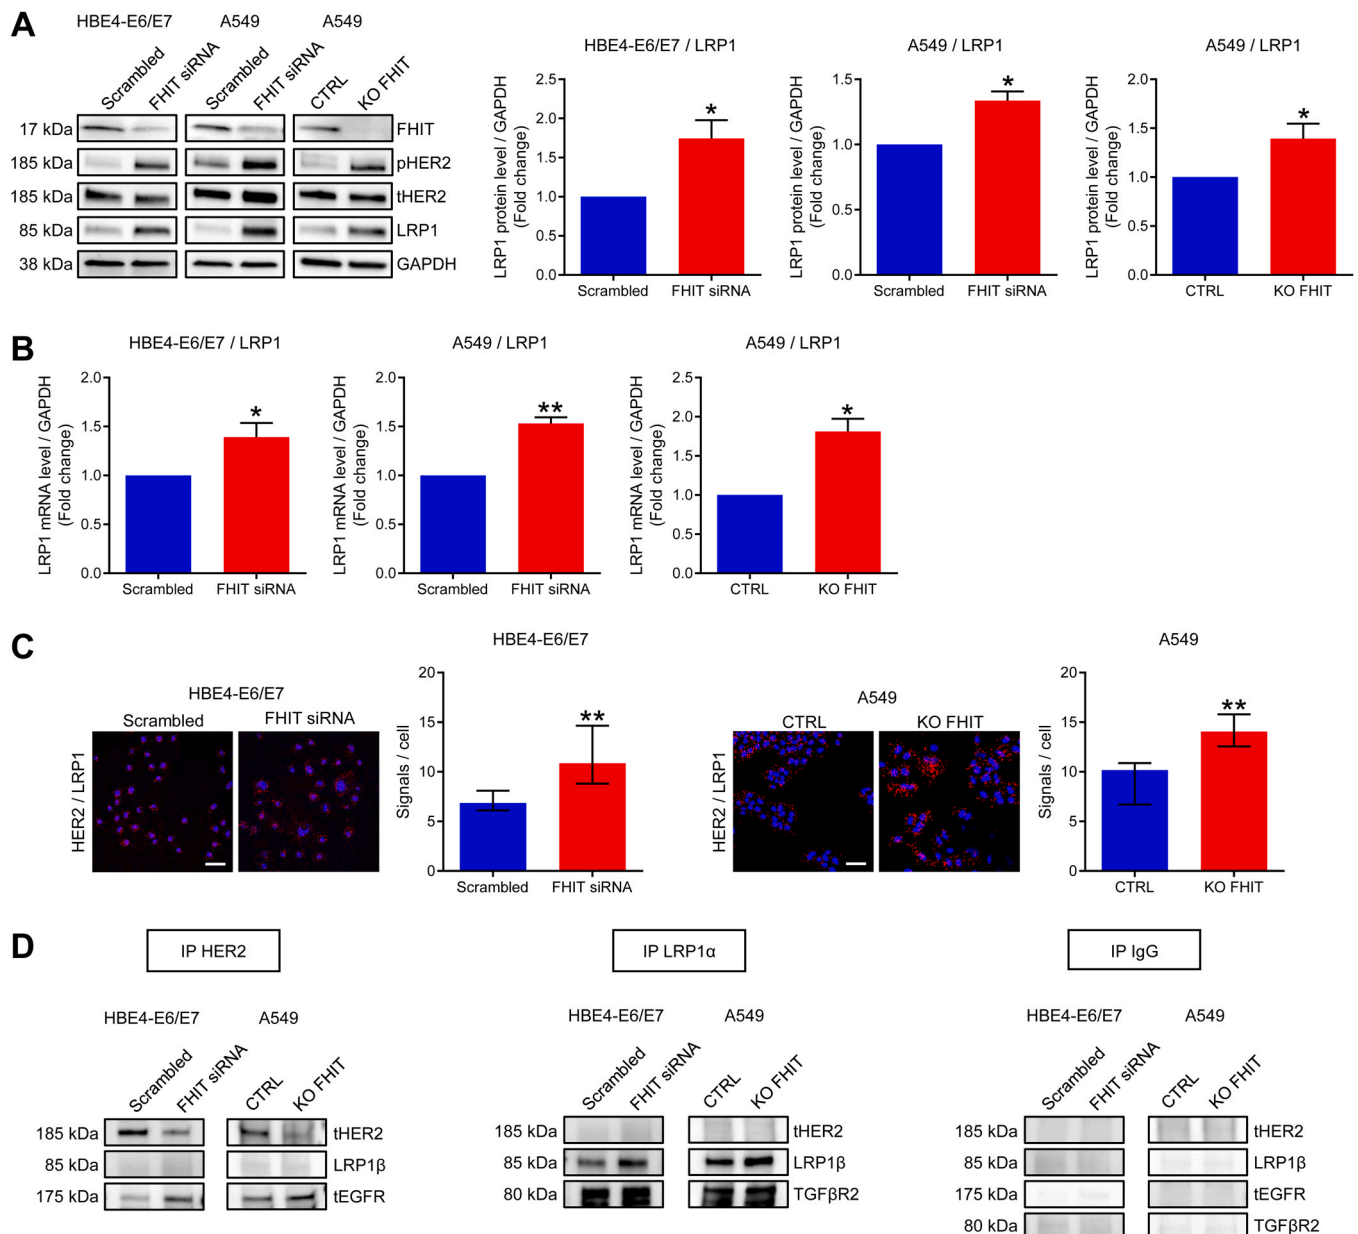 A
HBE4-E6/E7 A549 A549
Scrambled FHIT siRNA Scrambled FHIT siRNA CTRL KO FHIT
17 kDa FHIT
185 kDa pHER2
185 kDa tHER2
85 kDa LRP1
38 kDa GAPDH
HBE4-E6/E7 / LRP1
LRP1 protein level / GAPDH
(Fold change)
2.5
2.0
1.5
1.0
0.5
0.0
*
Scrambled FHIT siRNA
A549 / LRP1
LRP1 protein level / GAPDH
(Fold change)
1.5
1.0
0.5
0.0
*
Scrambled FHIT siRNA
A549 / LRP1
LRP1 protein level / GAPDH
(Fold change)
2.0
1.5
1.0
0.5
0.0
*
CTRL KO FHIT
B
HBE4-E6/E7 / LRP1
LRP1 mRNA level / GAPDH
(Fold change)
2.0
1.5
1.0
0.5
0.0
*
Scrambled FHIT siRNA
A549 / LRP1
LRP1 mRNA level / GAPDH
(Fold change)
2.0
1.5
1.0
0.5
0.0
**
Scrambled FHIT siRNA
A549 / LRP1
LRP1 mRNA level / GAPDH
(Fold change)
2.5
2.0
1.5
1.0
0.5
0.0
*
CTRL KO FHIT
C
HBE4-E6/E7
Scrambled FHIT siRNA
HER2 / LRP1
HBE4-E6/E7
Signals / cell
20
15
10
5
0
**
Scrambled FHIT siRNA
A549
CTRL KO FHIT
HER2 / LRP1
A549
Signals / cell
20
15
10
5
0
**
CTRL KO FHIT
D
IP HER2
HBE4-E6/E7 A549
Scrambled FHIT siRNA CTRL KO FHIT
185 kDa tHER2
85 kDa LRP1β
175 kDa tEGFR
IP LRP1α
HBE4-E6/E7 A549
Scrambled FHIT siRNA CTRL KO FHIT
185 kDa tHER2
85 kDa LRP1β
80 kDa TGFβR2
IP IgG
HBE4-E6/E7 A549
Scrambled FHIT siRNA CTRL KO FHIT
185 kDa tHER2
85 kDa LRP1β
175 kDa tEGFR
80 kDa TGFβR2